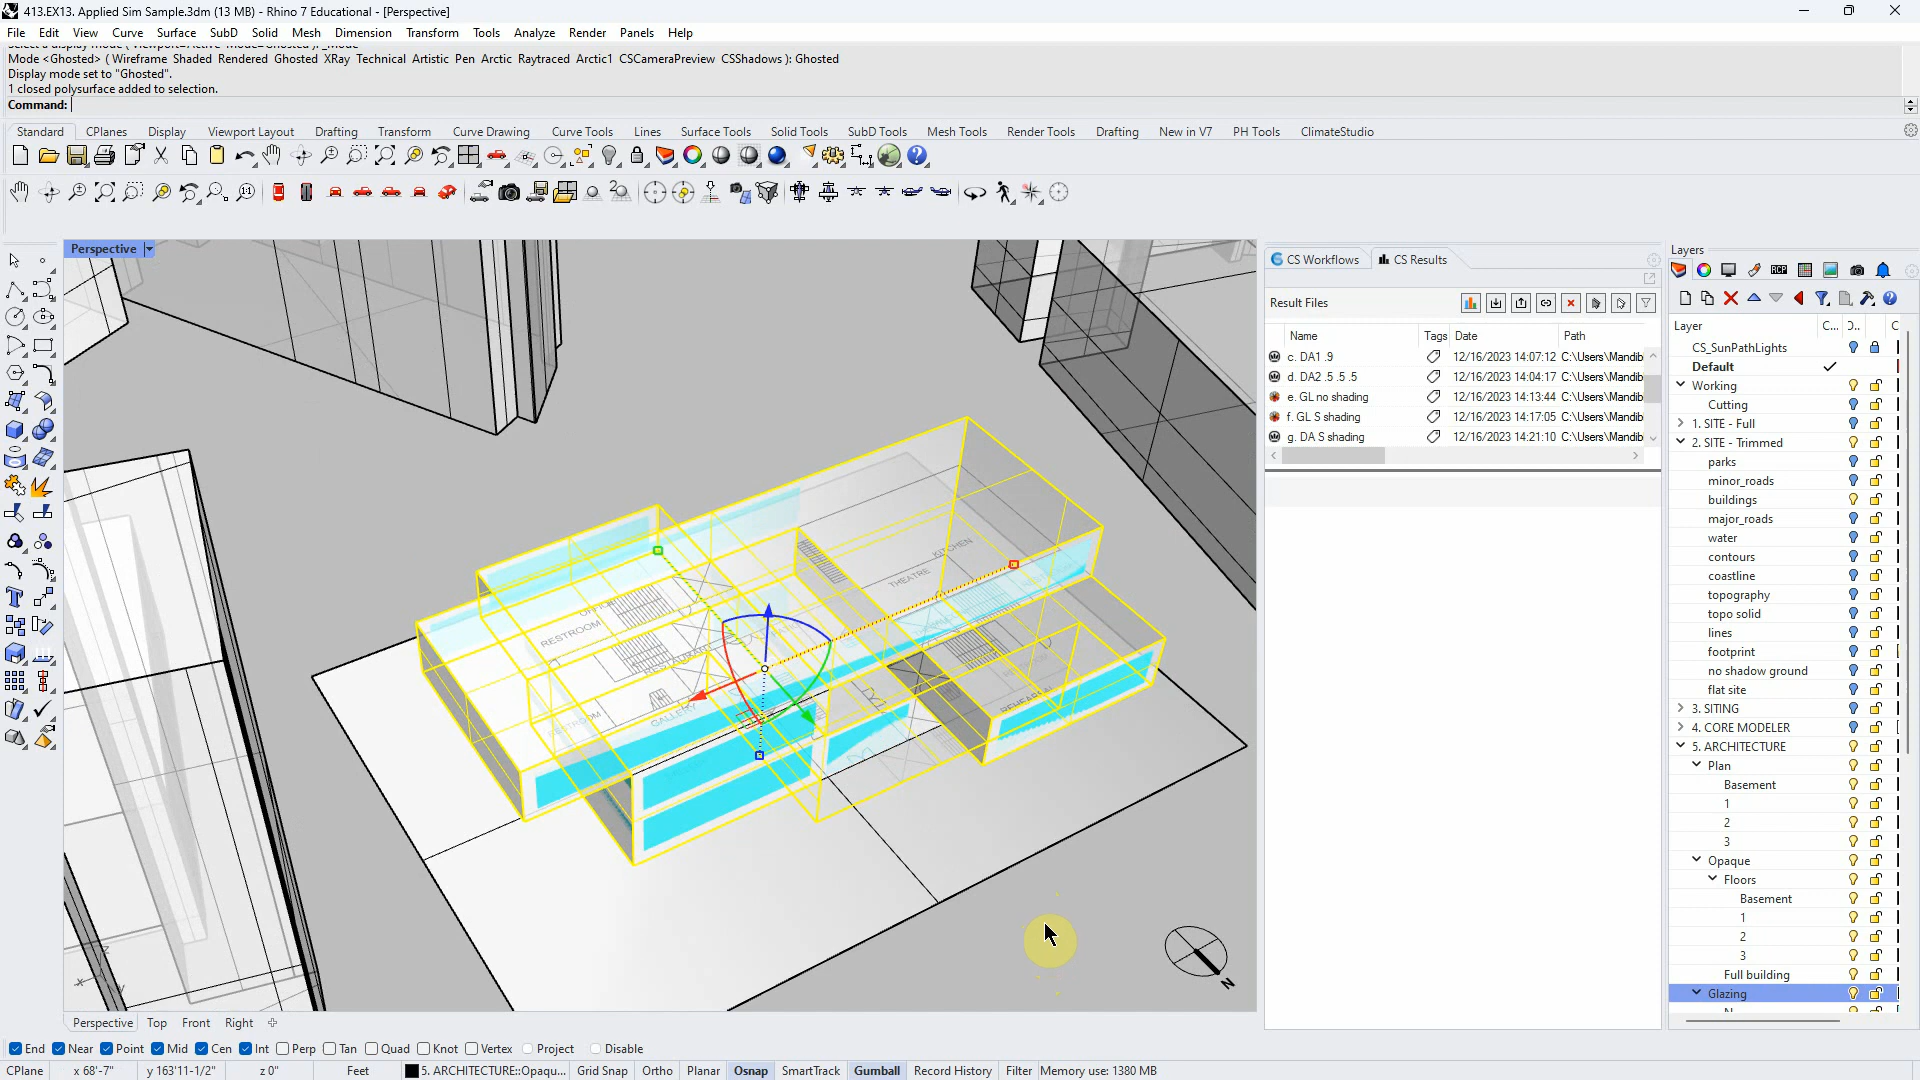 413.EX13. Applied Sim Sample.3dm (13 MB) - Rhino 7 Educational - [Perspective]
File Edit View Curve Surface SubD Solid Mesh Dimension Transform Tools Analyze Render Panels Help
Mode <Ghosted> ( Wireframe Shaded Rendered Ghosted XRay Technical Artistic Pen Arctic Raytraced Arctic1 CSCameraPreview CSShadows ): Ghosted
Display mode set to "Ghosted".
1 closed polysurface added to selection.
Command:
Standard CPlanes Display Viewport Layout Drafting Transform Curve Drawing Curve Tools Lines Surface Tools Solid Tools SubD Tools Mesh Tools Render Tools Drafting New in V7 PH Tools ClimateStudio
Perspective
CS Workflows CS Results
Result Files
Name Tags Date Path
c. DA1 .9 12/16/2023 14:07:12 C:\Users\Mandib
d. DA2 .5 .5 .5 12/16/2023 14:04:17 C:\Users\Mandib
e. GL no shading 12/16/2023 14:13:44 C:\Users\Mandib
f. GL S shading 12/16/2023 14:17:05 C:\Users\Mandib
g. DA S shading 12/16/2023 14:21:10 C:\Users\Mandib
Layers
RCP
Layer C... D.. C
CS_SunPathLights
Default
Working
Cutting
1. SITE - Full
2. SITE - Trimmed
parks
minor_roads
buildings
major_roads
water
contours
coastline
topography
topo solid
lines
footprint
no shadow ground
flat site
3. SITING
4. CORE MODELER
5. ARCHITECTURE
Plan
Basement
1
2
3
Opaque
Floors
Basement
1
2
3
Full building
Glazing
KITCHEN
THEATRE
RESTROOM
RESTAURANT
GALLERY
REHEARSAL
N
Perspective Top Front Right
End Near Point Mid Cen Int Perp Tan Quad Knot Vertex Project Disable
CPlane x 68'-7" y 163'11-1/2" z 0" Feet 5. ARCHITECTURE::Opaqu... Grid Snap Ortho Planar Osnap SmartTrack Gumball Record History Filter Memory use: 1380 MB